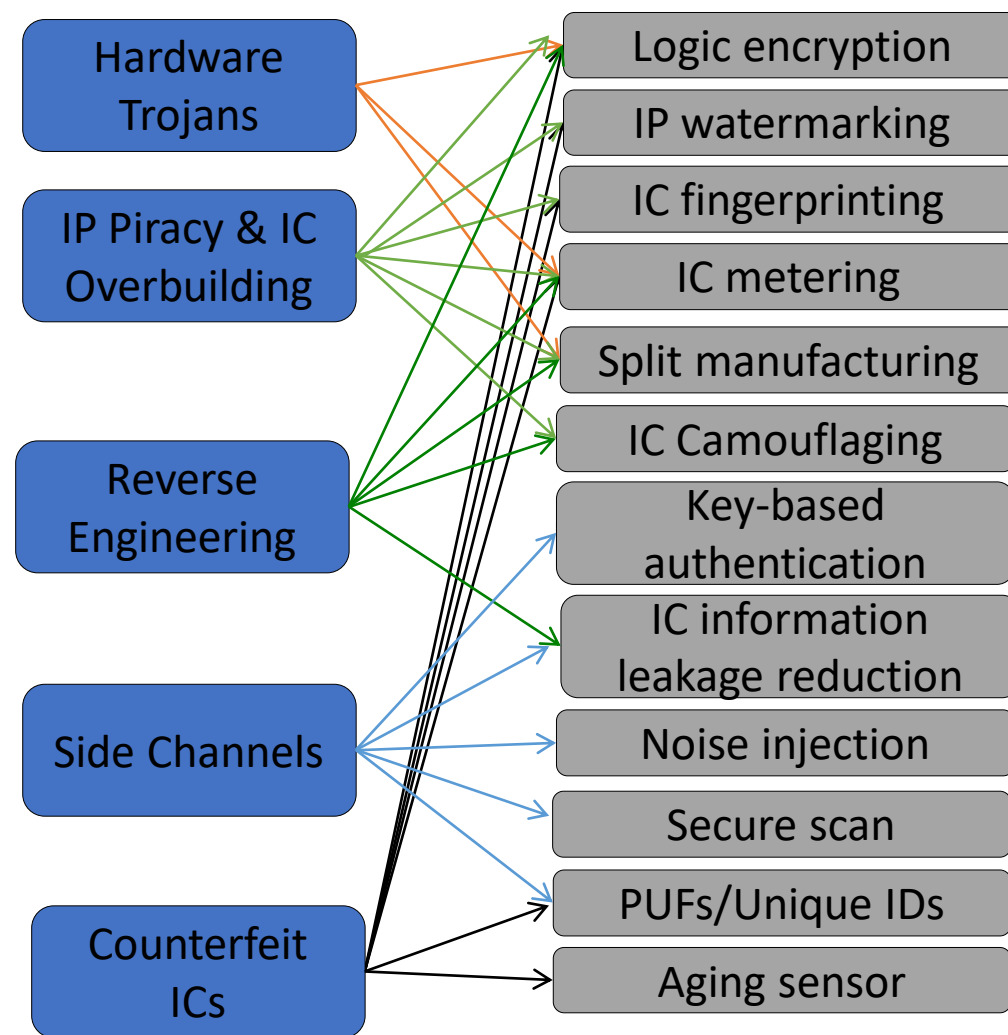 Hardware
Trojans
IP Piracy & IC
Overbuilding
Reverse
Engineering
Side Channels
Counterfeit
ICs
Logic encryption
IP watermarking
IC fingerprinting
IC metering
Split manufacturing
IC Camouflaging
Key-based
authentication
IC information
leakage reduction
Noise injection
Secure scan
PUFs/Unique IDs
Aging sensor